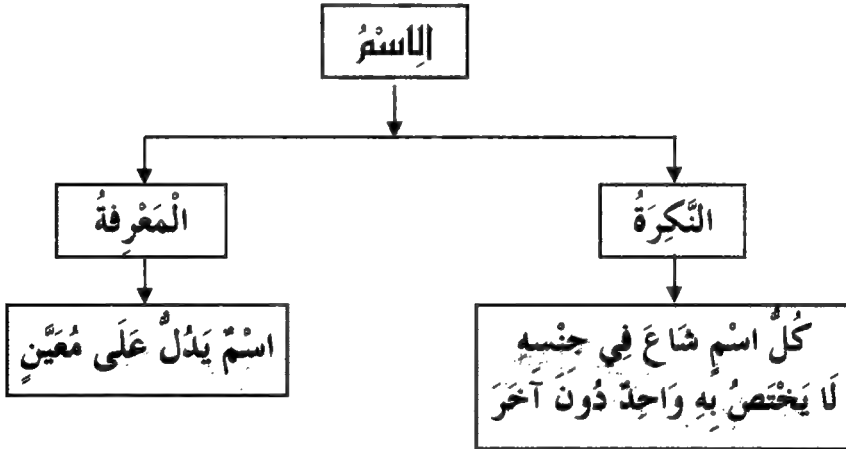 الِاسْمُ
النَّكِرَةُ
الْمَعْرِفَةُ
كُلُّ اسْمٍ شَاعَ فِي جِنْسِهِ
لَا يَخْتَصُّ بِهِ وَاحِدٌ دُونَ آخَرَ
اسْمٌ يَدُلُّ عَلَى مُعَيَّنٍ